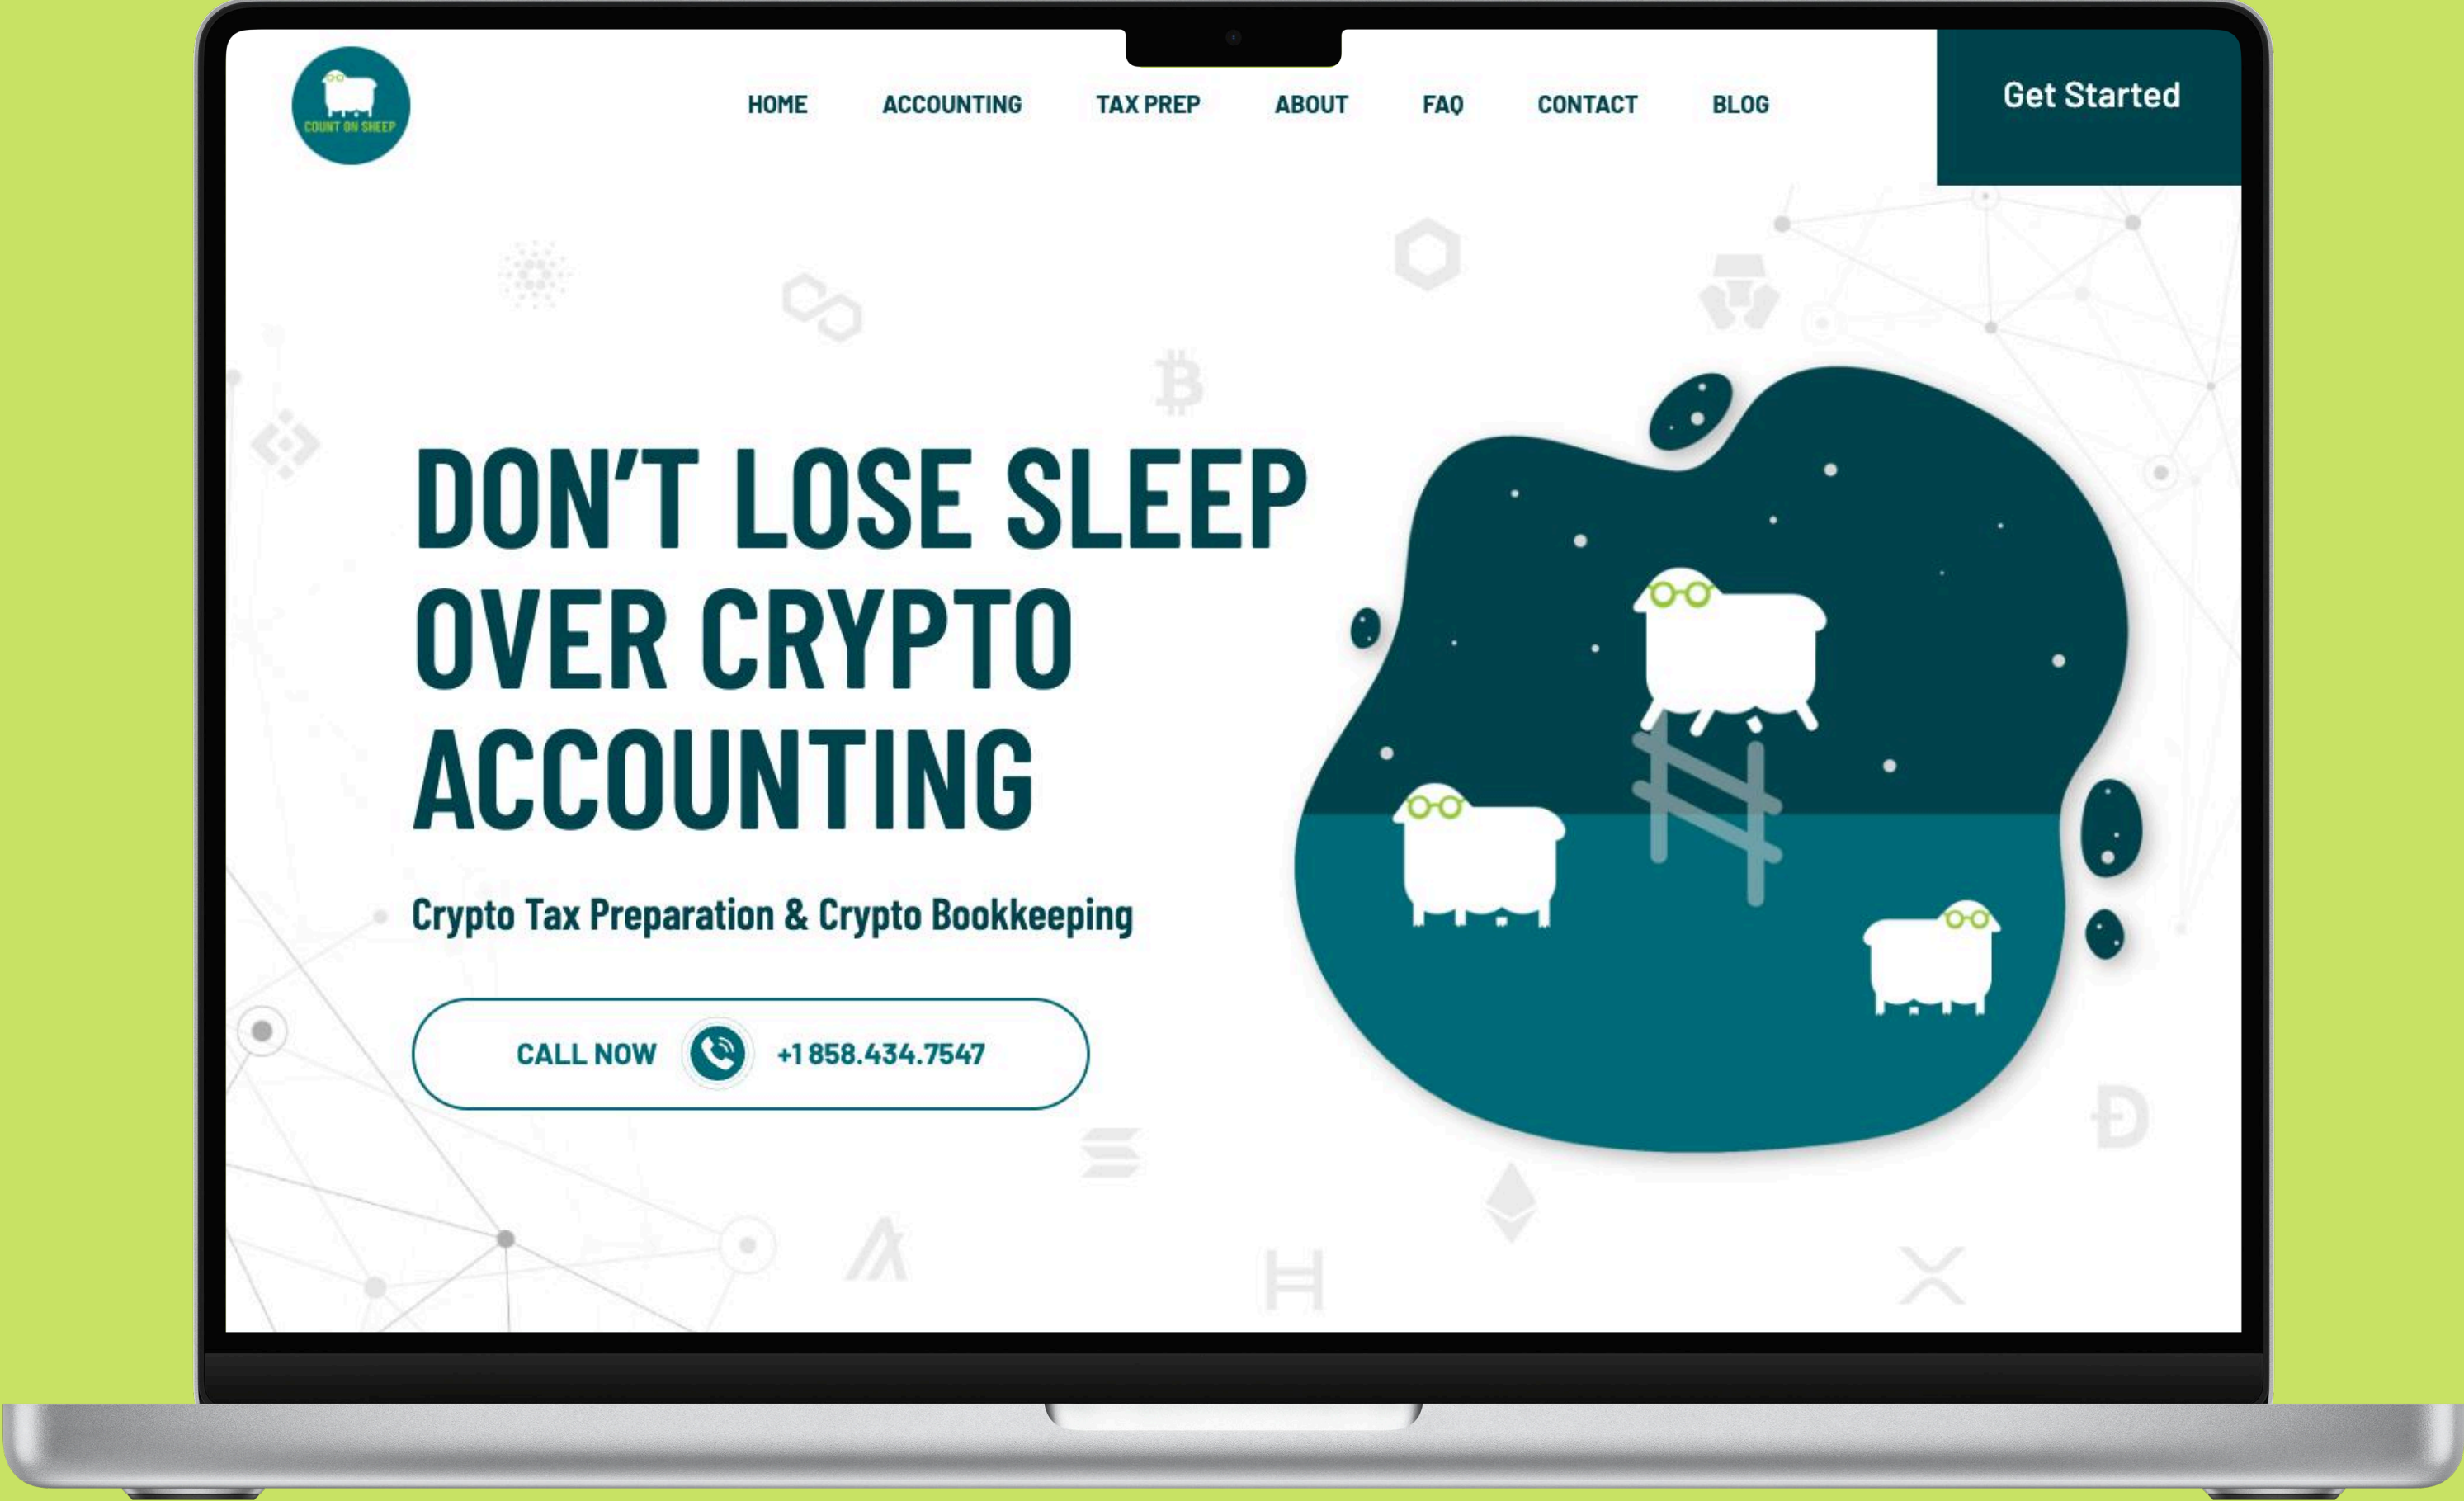 COUNT ON SHEEP
HOME ACCOUNTING TAX PREP ABOUT FAQ CONTACT BLOG
Get Started
DON’T LOSE SLEEP
OVER CRYPTO
ACCOUNTING
Crypto Tax Preparation & Crypto Bookkeeping
CALL NOW +1 858.434.7547